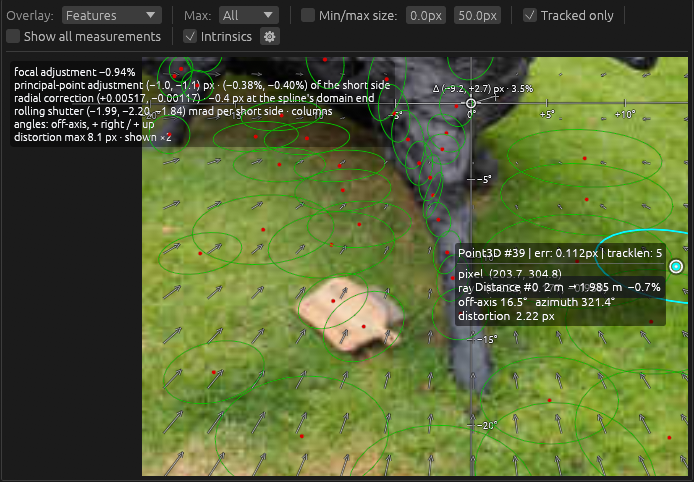 Overlay: Features Max: All Min/max size: 0.0px 50.0px Tracked only
Show all measurements Intrinsics
focal adjustment −0.94%
principal-point adjustment (−1.0, −1.1) px · (−0.38%, −0.40%) of the short side
radial correction (+0.00517, −0.00117) · −0.4 px at the spline's domain end
rolling shutter (−1.99, −2.20, −1.84) mrad per short side · columns
angles: off-axis, + right / + up
distortion max 8.1 px · shown ×2
Δ (−9.2, +2.7) px · 3.5%
−5° 0° +5° +10°
−5°
Point3D #39 | err: 0.112px | tracklen: 5
pixel (203.7, 304.8)
Distance #0 2 m → 1.985 m −0.7%
off-axis 16.5° azimuth 321.4°
distortion 2.22 px
−15°
−20°